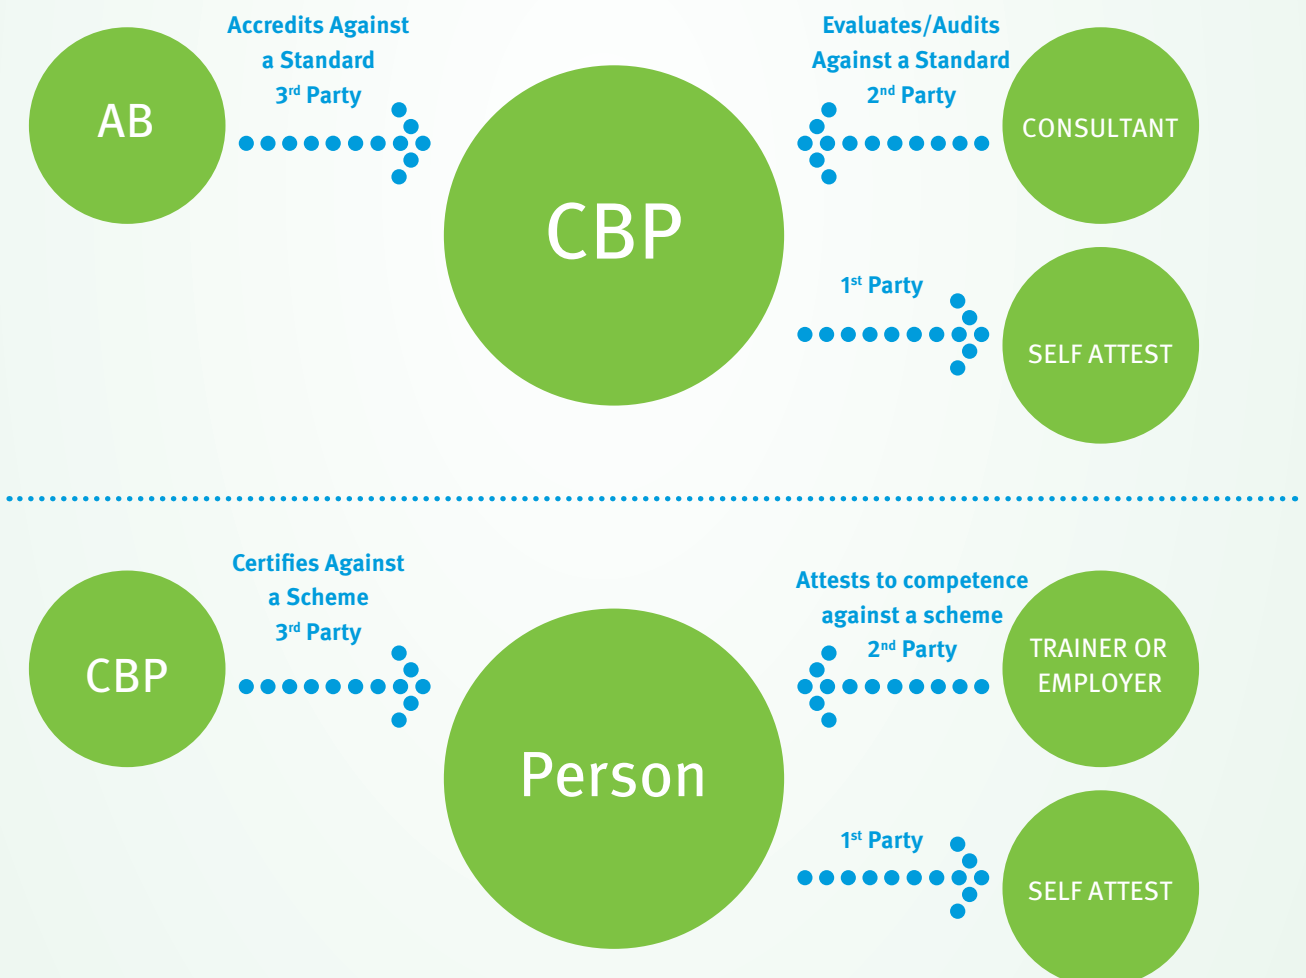 AB
Accredits Against
a Standard
3rd Party
CBP
Evaluates/Audits
Against a Standard
2nd Party
CONSULTANT
1st Party
SELF ATTEST
CBP
Certifies Against
a Scheme
3rd Party
Person
Attests to competence
against a scheme
2nd Party
TRAINER OR
EMPLOYER
1st Party
SELF ATTEST